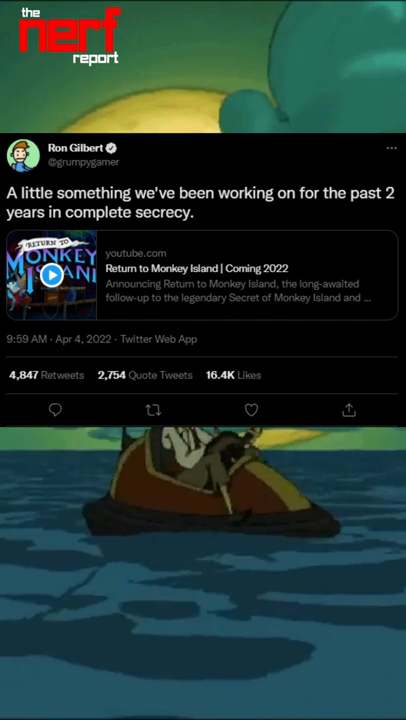 the
nerf
report
Ron Gilbert
@grumpygamer
A little something we've been working on for the past 2
years in complete secrecy.
RETURN TO
MONKEY
ISLAND
youtube.com
Return to Monkey Island | Coming 2022
Announcing Return to Monkey Island, the long-awaited
follow-up to the legendary Secret of Monkey Island and ...
9:59 AM · Apr 4, 2022 · Twitter Web App
4,847 Retweets 2,754 Quote Tweets 16.4K Likes